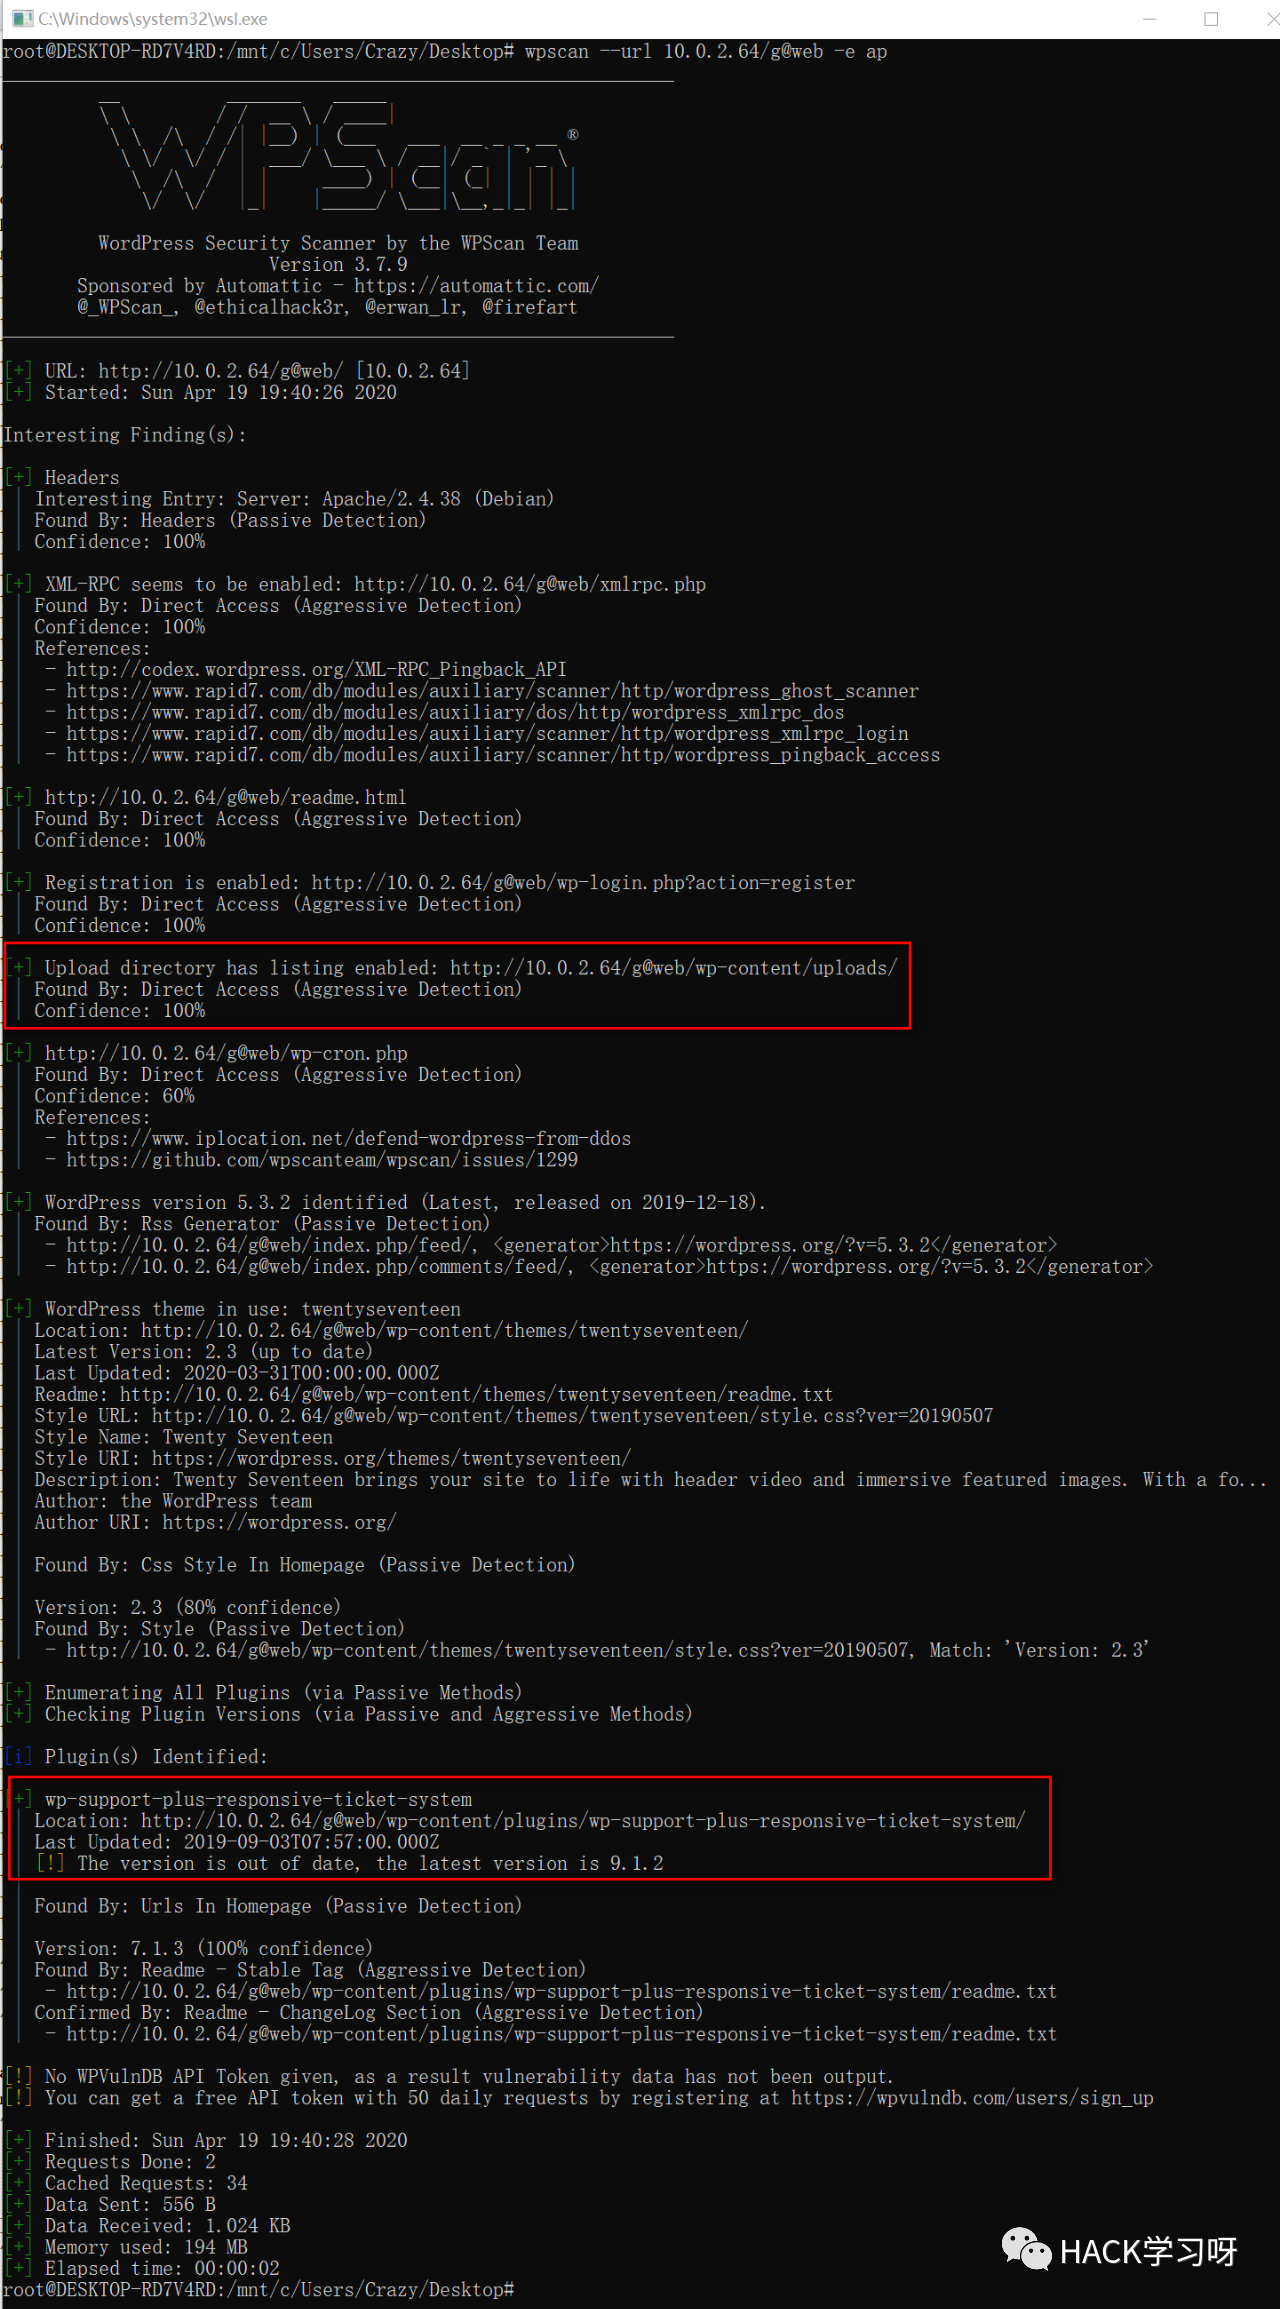 C:\Windows\system32\wsl.exe
root@DESKTOP-RD7V4RD:/mnt/c/Users/Crazy/Desktop# wpscan --url 10.0.2.64/g@web -e ap
WPScan ®
WordPress Security Scanner by the WPScan Team
Version 3.7.9
Sponsored by Automattic - https://automattic.com/
@_WPScan_, @ethicalhack3r, @erwan_lr, @firefart
[+] URL: http://10.0.2.64/g@web/ [10.0.2.64]
[+] Started: Sun Apr 19 19:40:26 2020
Interesting Finding(s):
[+] Headers
| Interesting Entry: Server: Apache/2.4.38 (Debian)
| Found By: Headers (Passive Detection)
| Confidence: 100%
[+] XML-RPC seems to be enabled: http://10.0.2.64/g@web/xmlrpc.php
| Found By: Direct Access (Aggressive Detection)
| Confidence: 100%
| References:
|  - http://codex.wordpress.org/XML-RPC_Pingback_API
|  - https://www.rapid7.com/db/modules/auxiliary/scanner/http/wordpress_ghost_scanner
|  - https://www.rapid7.com/db/modules/auxiliary/dos/http/wordpress_xmlrpc_dos
|  - https://www.rapid7.com/db/modules/auxiliary/scanner/http/wordpress_xmlrpc_login
|  - https://www.rapid7.com/db/modules/auxiliary/scanner/http/wordpress_pingback_access
[+] http://10.0.2.64/g@web/readme.html
| Found By: Direct Access (Aggressive Detection)
| Confidence: 100%
[+] Registration is enabled: http://10.0.2.64/g@web/wp-login.php?action=register
| Found By: Direct Access (Aggressive Detection)
| Confidence: 100%
[+] Upload directory has listing enabled: http://10.0.2.64/g@web/wp-content/uploads/
| Found By: Direct Access (Aggressive Detection)
| Confidence: 100%
[+] http://10.0.2.64/g@web/wp-cron.php
| Found By: Direct Access (Aggressive Detection)
| Confidence: 60%
| References:
|  - https://www.iplocation.net/defend-wordpress-from-ddos
|  - https://github.com/wpscanteam/wpscan/issues/1299
[+] WordPress version 5.3.2 identified (Latest, released on 2019-12-18).
| Found By: Rss Generator (Passive Detection)
|  - http://10.0.2.64/g@web/index.php/feed/, <generator>https://wordpress.org/?v=5.3.2</generator>
|  - http://10.0.2.64/g@web/index.php/comments/feed/, <generator>https://wordpress.org/?v=5.3.2</generator>
[+] WordPress theme in use: twentyseventeen
| Location: http://10.0.2.64/g@web/wp-content/themes/twentyseventeen/
| Latest Version: 2.3 (up to date)
| Last Updated: 2020-03-31T00:00:00.000Z
| Readme: http://10.0.2.64/g@web/wp-content/themes/twentyseventeen/readme.txt
| Style URL: http://10.0.2.64/g@web/wp-content/themes/twentyseventeen/style.css?ver=20190507
| Style Name: Twenty Seventeen
| Style URI: https://wordpress.org/themes/twentyseventeen/
| Description: Twenty Seventeen brings your site to life with header video and immersive featured images. With a fo...
| Author: the WordPress team
| Author URI: https://wordpress.org/
| Found By: Css Style In Homepage (Passive Detection)
| Version: 2.3 (80% confidence)
| Found By: Style (Passive Detection)
|  - http://10.0.2.64/g@web/wp-content/themes/twentyseventeen/style.css?ver=20190507, Match: 'Version: 2.3'
[+] Enumerating All Plugins (via Passive Methods)
[+] Checking Plugin Versions (via Passive and Aggressive Methods)
[i] Plugin(s) Identified:
[+] wp-support-plus-responsive-ticket-system
| Location: http://10.0.2.64/g@web/wp-content/plugins/wp-support-plus-responsive-ticket-system/
| Last Updated: 2019-09-03T07:57:00.000Z
| [!] The version is out of date, the latest version is 9.1.2
| Found By: Urls In Homepage (Passive Detection)
| Version: 7.1.3 (100% confidence)
| Found By: Readme - Stable Tag (Aggressive Detection)
|  - http://10.0.2.64/g@web/wp-content/plugins/wp-support-plus-responsive-ticket-system/readme.txt
| Confirmed By: Readme - ChangeLog Section (Aggressive Detection)
|  - http://10.0.2.64/g@web/wp-content/plugins/wp-support-plus-responsive-ticket-system/readme.txt
[!] No WPVulnDB API Token given, as a result vulnerability data has not been output.
[!] You can get a free API token with 50 daily requests by registering at https://wpvulndb.com/users/sign_up
[+] Finished: Sun Apr 19 19:40:28 2020
[+] Requests Done: 2
[+] Cached Requests: 34
[+] Data Sent: 556 B
[+] Data Received: 1.024 KB
[+] Memory used: 194 MB
[+] Elapsed time: 00:00:02
root@DESKTOP-RD7V4RD:/mnt/c/Users/Crazy/Desktop#
HACK学习呀